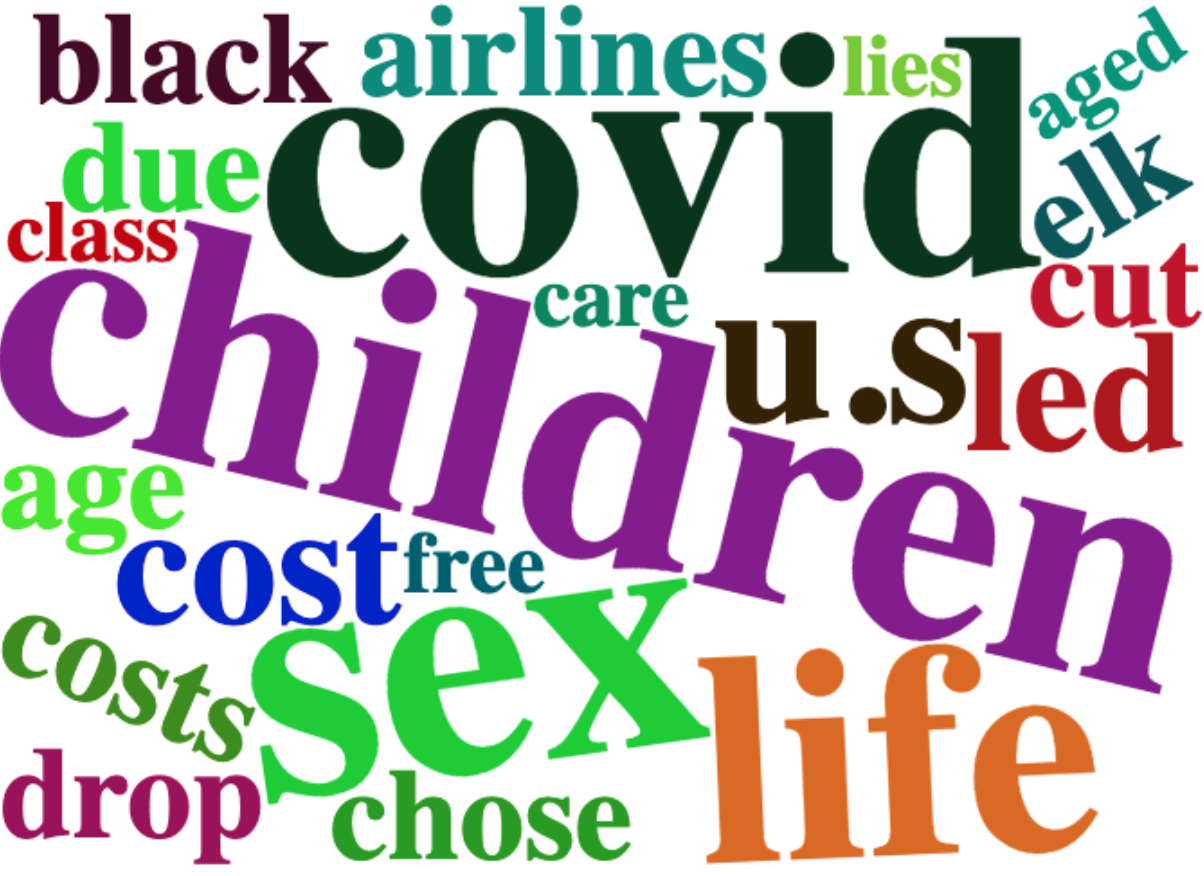 black
airlines
lies
aged
due
covid
elk
class
cut
children
care
u.s
led
age
cost
free
sex
costs
life
drop
chose